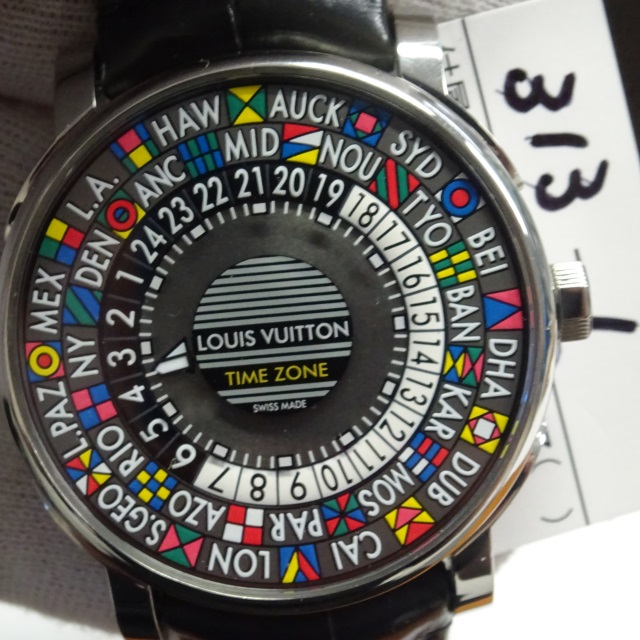 HAW AUCK SYD BEI DHA DUB CAI LON S.GEO L.PAZ MEX L.A.
ANC MID NOU TYO BAN KAR MOS PAR AZO RIO NY DEN
24 23 22 21 20 19 18 17 16 15 14 13 12 11 10 9 8 7 6 5 4 3 2 1
LOUIS VUITTON
TIME ZONE
SWISS MADE
313
1